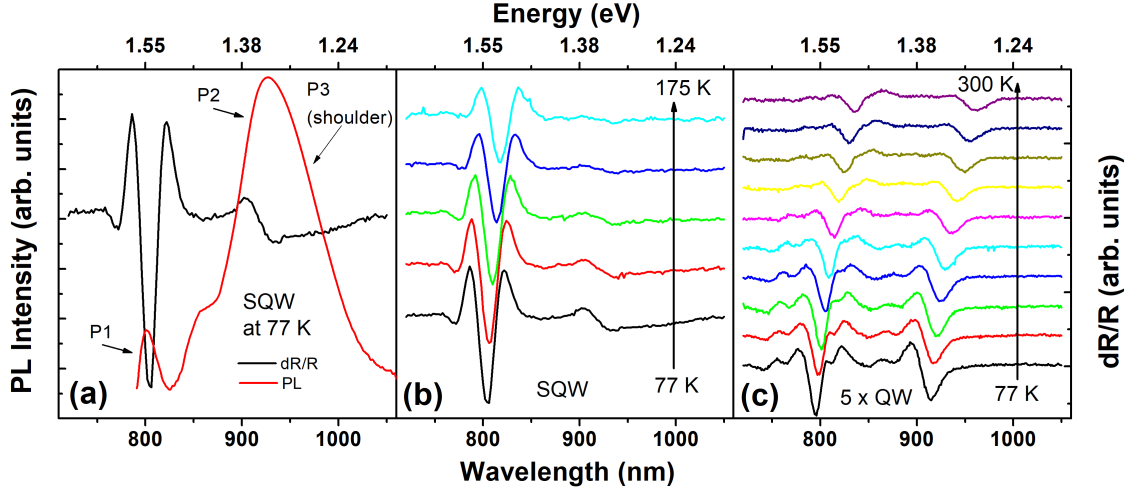 Energy (eV)
1.55 1.38 1.24 1.55 1.38 1.24 1.55 1.38 1.24
PL Intensity (arb. units)
P1
P2
P3
(shoulder)
SQW
at 77 K
dR/R
PL
(a)
175 K
77 K
SQW
(b)
300 K
77 K
5 x QW
(c)
dR/R (arb. units)
800 900 1000 800 900 1000 800 900 1000
Wavelength (nm)